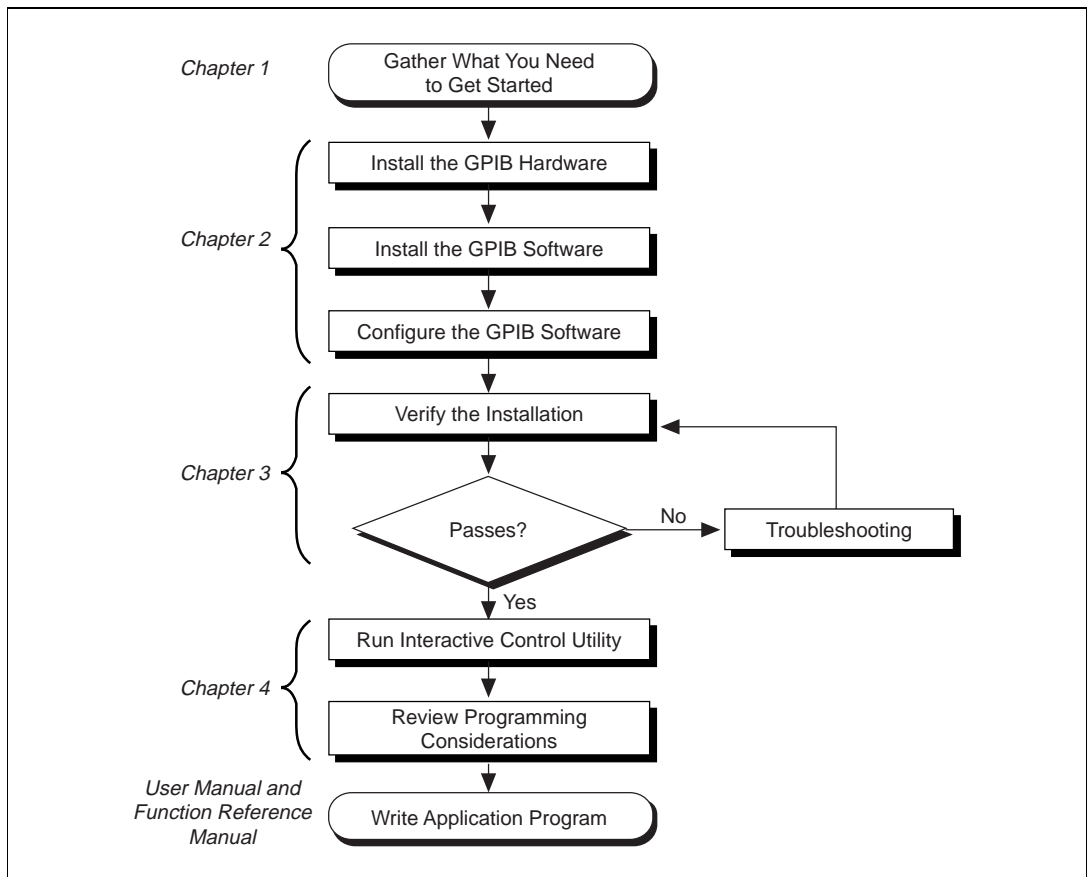 Chapter 1
Gather What You Need
to Get Started
Chapter 2
Install the GPIB Hardware
Install the GPIB Software
Configure the GPIB Software
Chapter 3
Verify the Installation
Passes?
No
Troubleshooting
Yes
Chapter 4
Run Interactive Control Utility
Review Programming
Considerations
User Manual and
Function Reference
Manual
Write Application Program